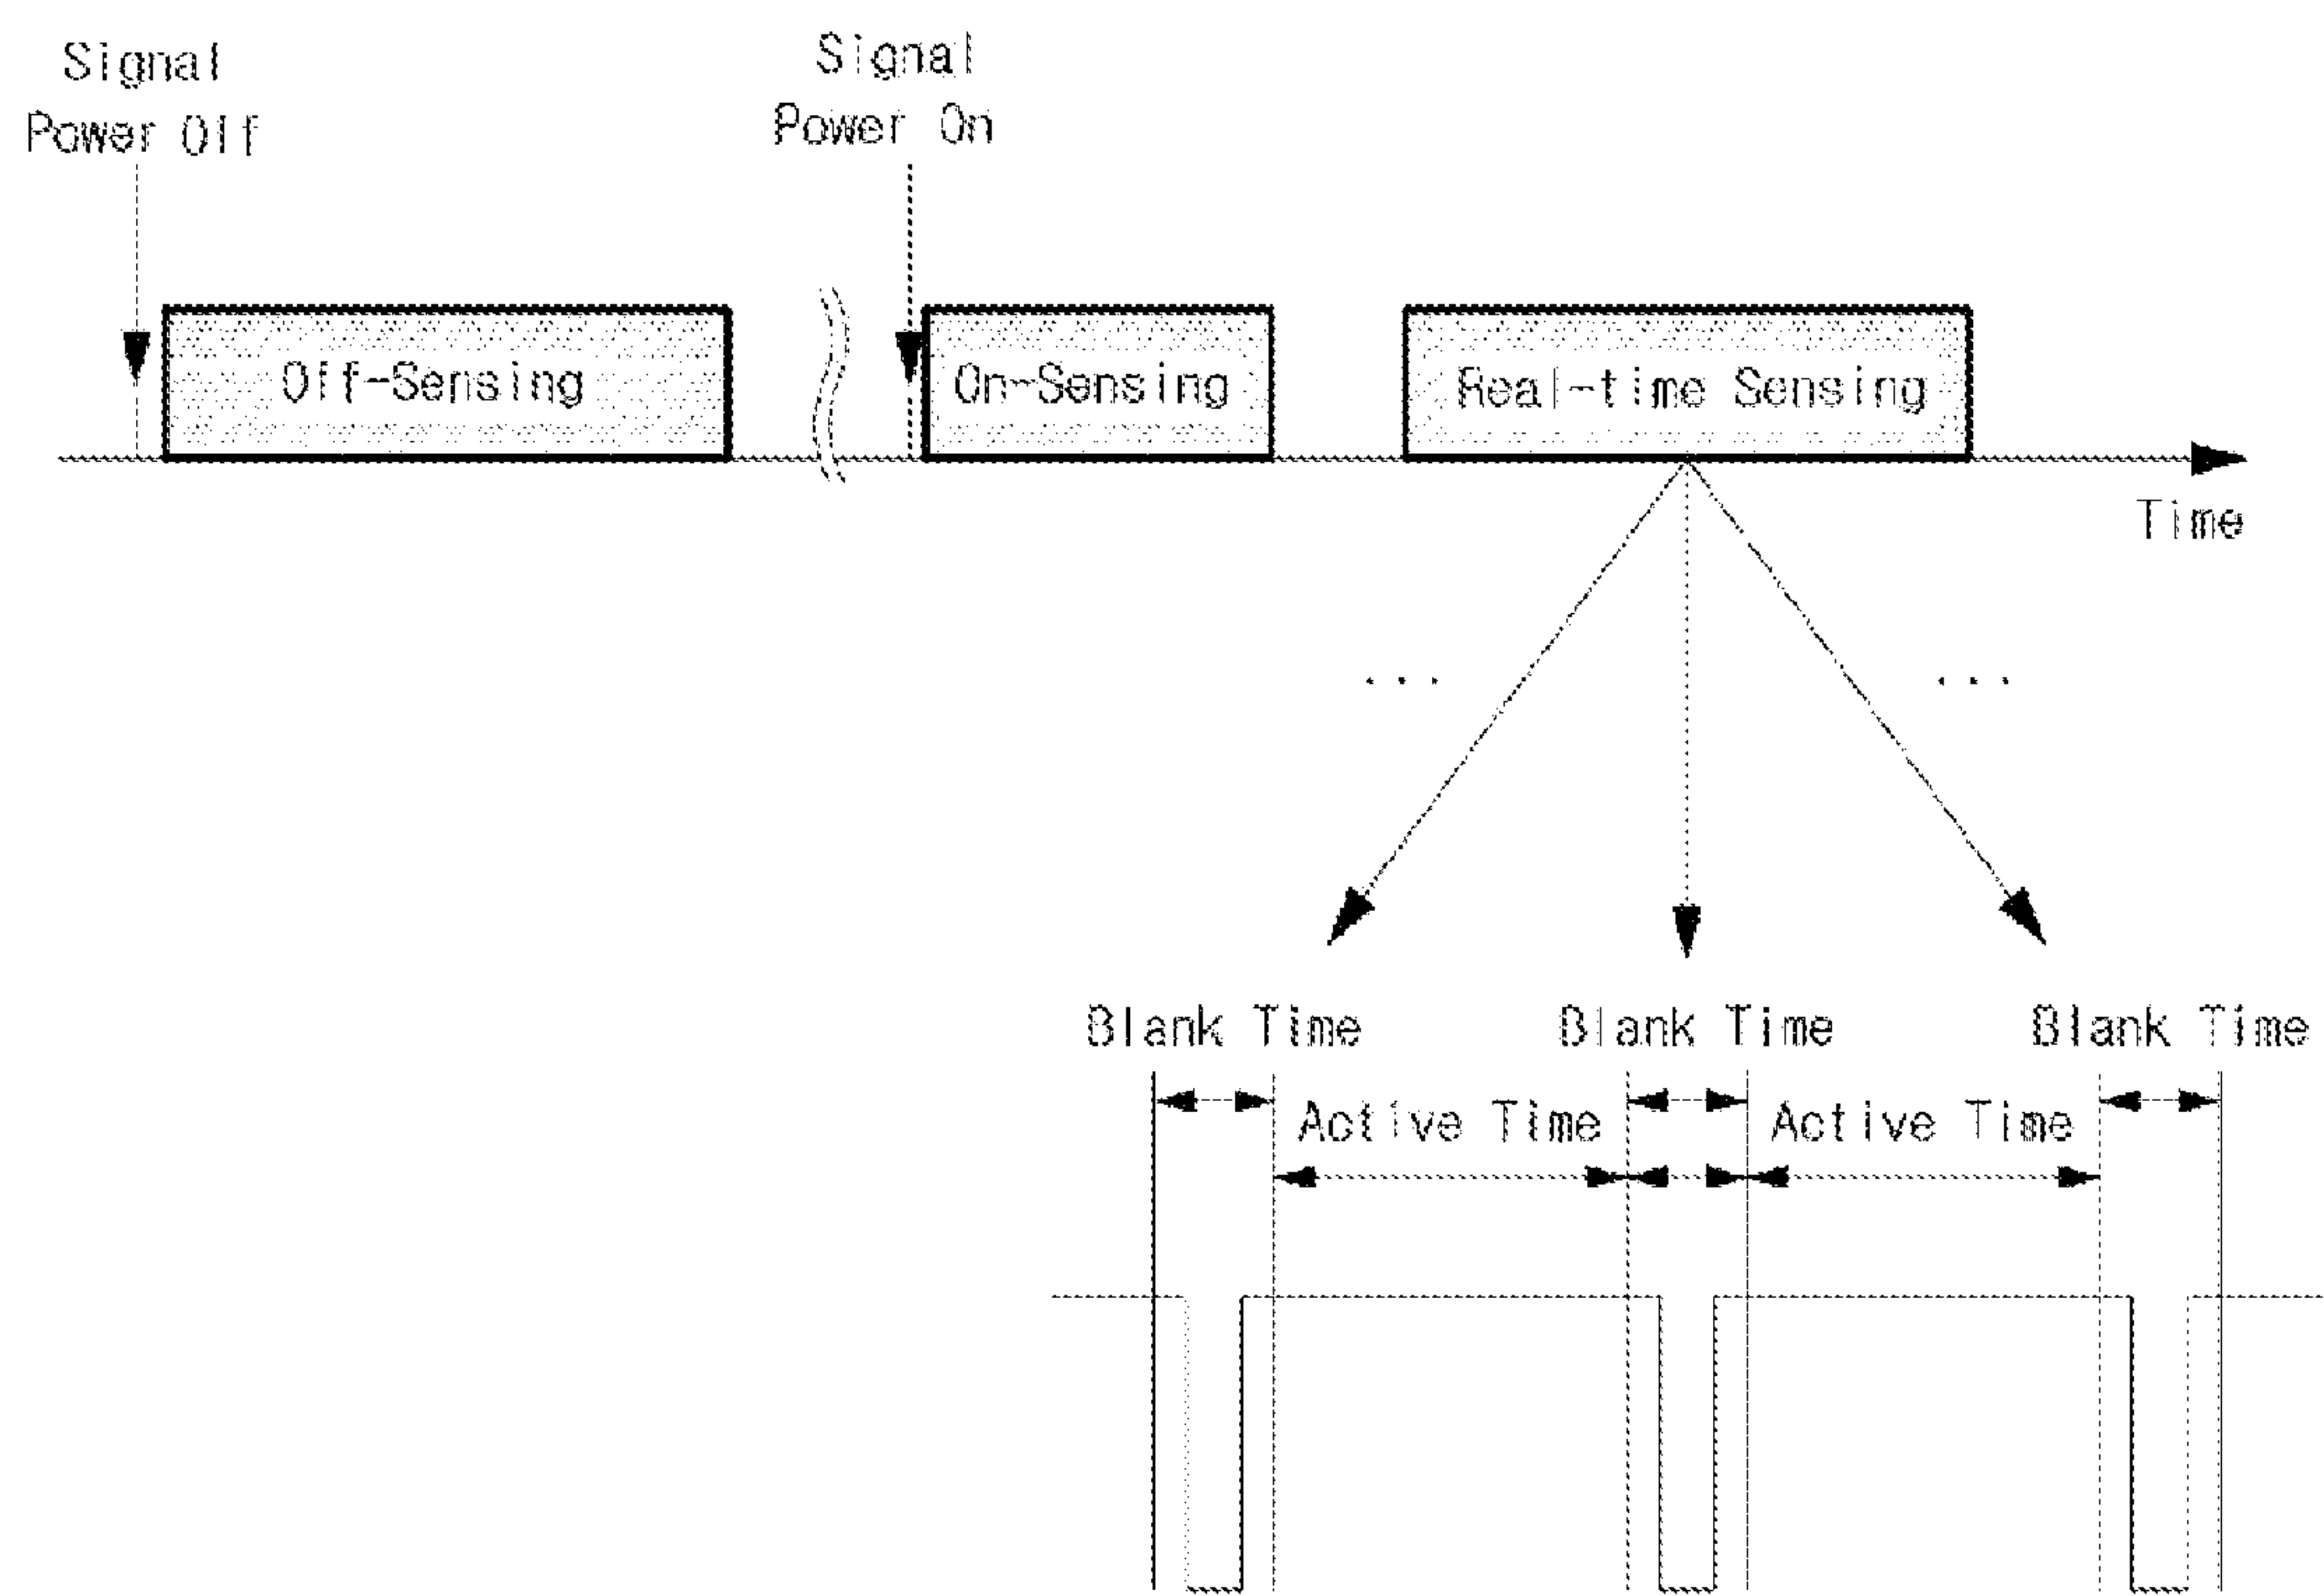 Signal
Power Off
Signal
Power On
Off-Sensing
On-Sensing
Real-time Sensing
Time
...
...
Blank Time
Blank Time
Blank Time
Active Time
Active Time